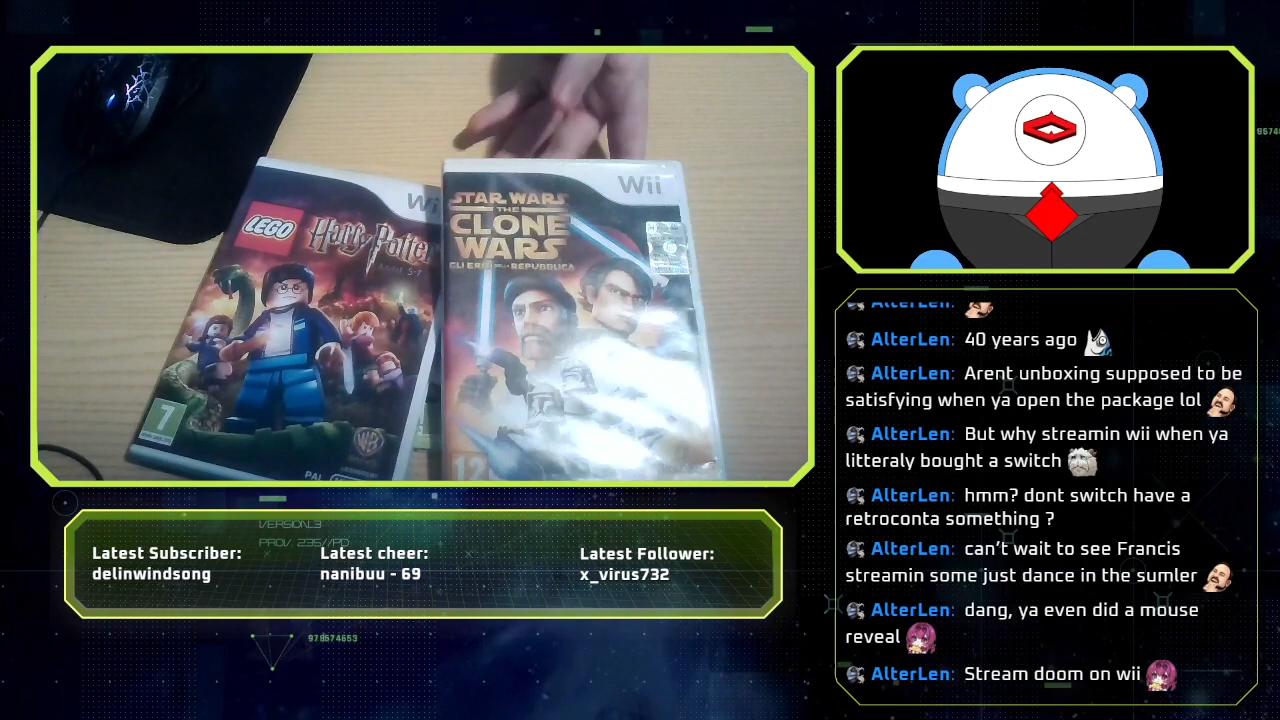 Wii
LEGO
Harry Potter
7
PAL
Wii
STAR WARS
THE
CLONE
WARS
GLI EROI DELLA REPUBBLICA
12
VERSION1.3
Latest Subscriber:
delinwindsong
Latest cheer:
nanibuu - 69
Latest Follower:
x_virus732
978574653
AlterLen:
AlterLen: 40 years ago
AlterLen: Arent unboxing supposed to be
satisfying when ya open the package lol
AlterLen: But why streamin wii when ya
litteraly bought a switch
AlterLen: hmm? dont switch have a
retroconta something ?
AlterLen: can't wait to see Francis
streamin some just dance in the sumler
AlterLen: dang, ya even did a mouse
reveal
AlterLen: Stream doom on wii